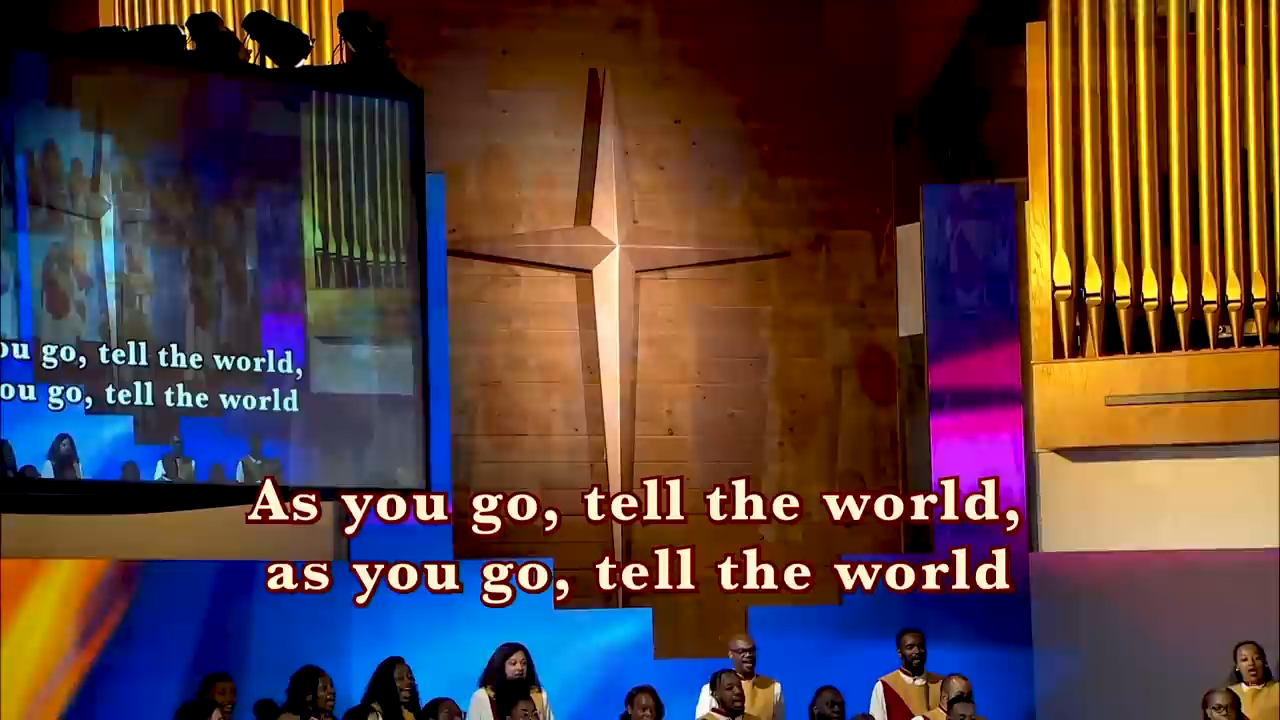 ou go, tell the world,
ou go, tell the world
As you go, tell the world,
as you go, tell the world